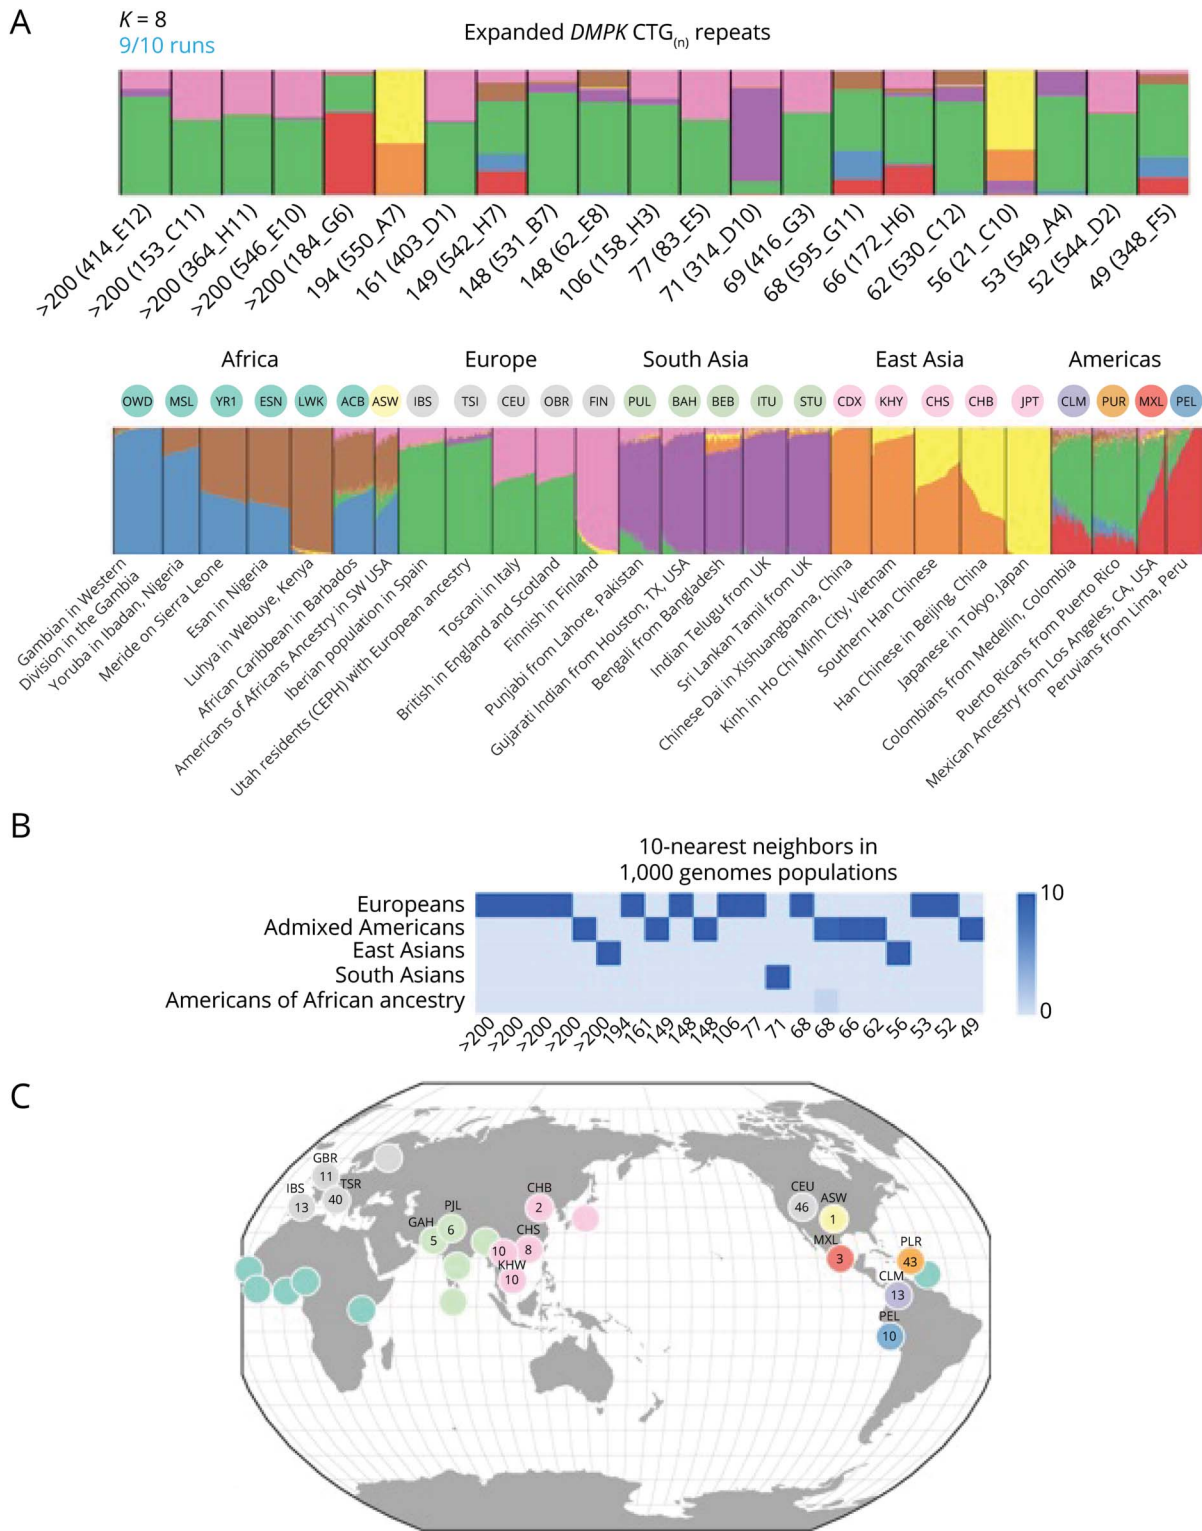 A
K = 8
9/10 runs
Expanded DMPK CTG(n) repeats
>200 (414_E12)
>200 (153_C11)
>200 (364_H11)
>200 (546_E10)
>200 (184_G6)
194 (550_A7)
161 (403_D1)
149 (542_H7)
148 (531_B7)
148 (62_E8)
106 (158_H3)
77 (83_E5)
71 (314_D10)
69 (416_G3)
68 (595_G11)
66 (172_H6)
62 (530_C12)
56 (21_C10)
53 (549_A4)
52 (544_D2)
49 (348_F5)
Africa Europe South Asia East Asia Americas
OWD MSL YR1 ESN LWK ACB ASW IBS TSI CEU OBR FIN PUL BAH BEB ITU STU CDX KHY CHS CHB JPT CLM PUR MXL PEL
Gambian in Western
Division in the Gambia
Yoruba in Ibadan, Nigeria
Meride on Sierra Leone
Esan in Nigeria
Luhya in Webuye, Kenya
African Caribbean in Barbados
Americans of Africans Ancestry in SW USA
Iberian population in Spain
Utah residents (CEPH) with European ancestry
Toscani in Italy
British in England and Scotland
Finnish in Finland
Punjabi from Lahore, Pakistan
Gujarati Indian from Houston, TX, USA
Bengali from Bangladesh
Indian Telugu from UK
Sri Lankan Tamil from UK
Chinese Dai in Xishuangbanna, China
Kinh in Ho Chi Minh City, Vietnam
Southern Han Chinese
Han Chinese in Beijing, China
Japanese in Tokyo, Japan
Colombians from Medellin, Colombia
Puerto Ricans from Puerto Rico
Mexican Ancestry from Los Angeles, CA, USA
Peruvians from Lima, Peru
B
10-nearest neighbors in
1,000 genomes populations
Europeans
Admixed Americans
East Asians
South Asians
Americans of African ancestry
10
0
>200 >200 >200 >200 >200 194 161 149 148 148 106 77 71 68 68 66 62 56 53 52 49
C
GBR
11
IBS
13
TSR
40
PJL
6
GAH
5
CHB
2
CHS
8
10
KHW
10
CEU
46
ASW
1
MXL
3
PLR
43
CLM
13
PEL
10